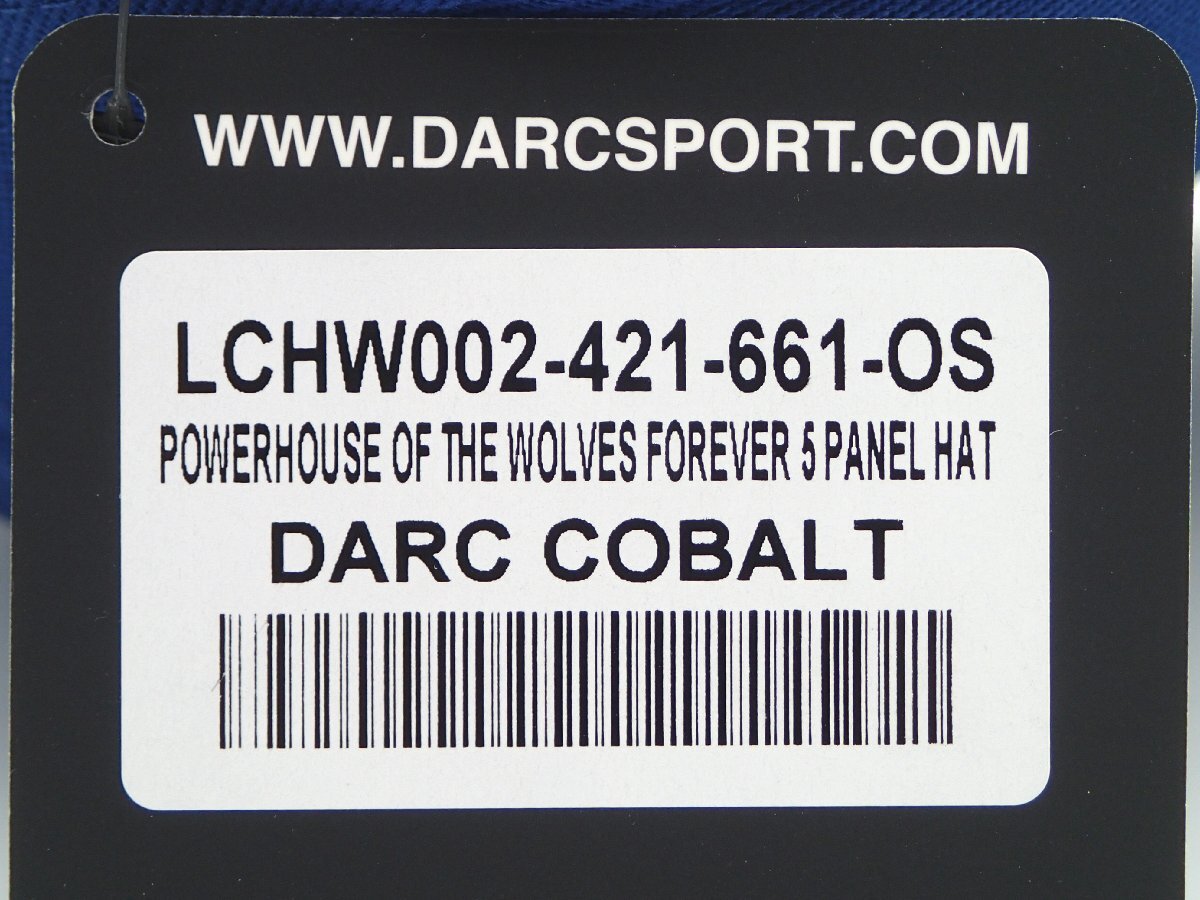 WWW.DARCSPORT.COM
LCHW002-421-661-OS
POWERHOUSE OF THE WOLVES FOREVER 5 PANEL HAT
DARC COBALT